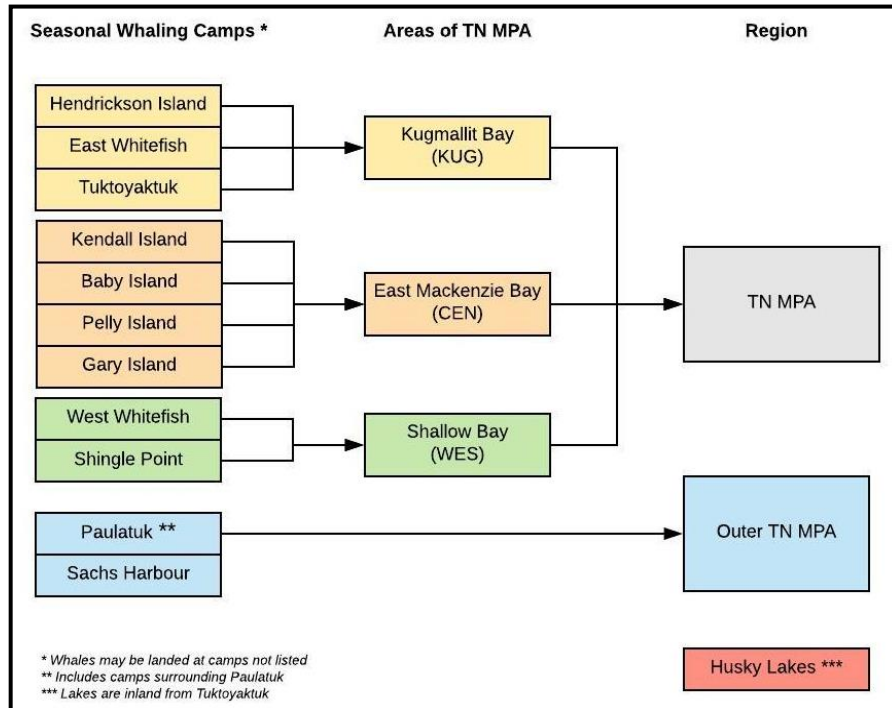 Seasonal Whaling Camps *
Areas of TN MPA
Region
Hendrickson Island
East Whitefish
Tuktoyaktuk
Kugmallit Bay
(KUG)
Kendall Island
Baby Island
Pelly Island
Gary Island
East Mackenzie Bay
(CEN)
TN MPA
West Whitefish
Shingle Point
Shallow Bay
(WES)
Paulatuk **
Sachs Harbour
Outer TN MPA
* Whales may be landed at camps not listed
** Includes camps surrounding Paulatuk
*** Lakes are inland from Tuktoyaktuk
Husky Lakes ***